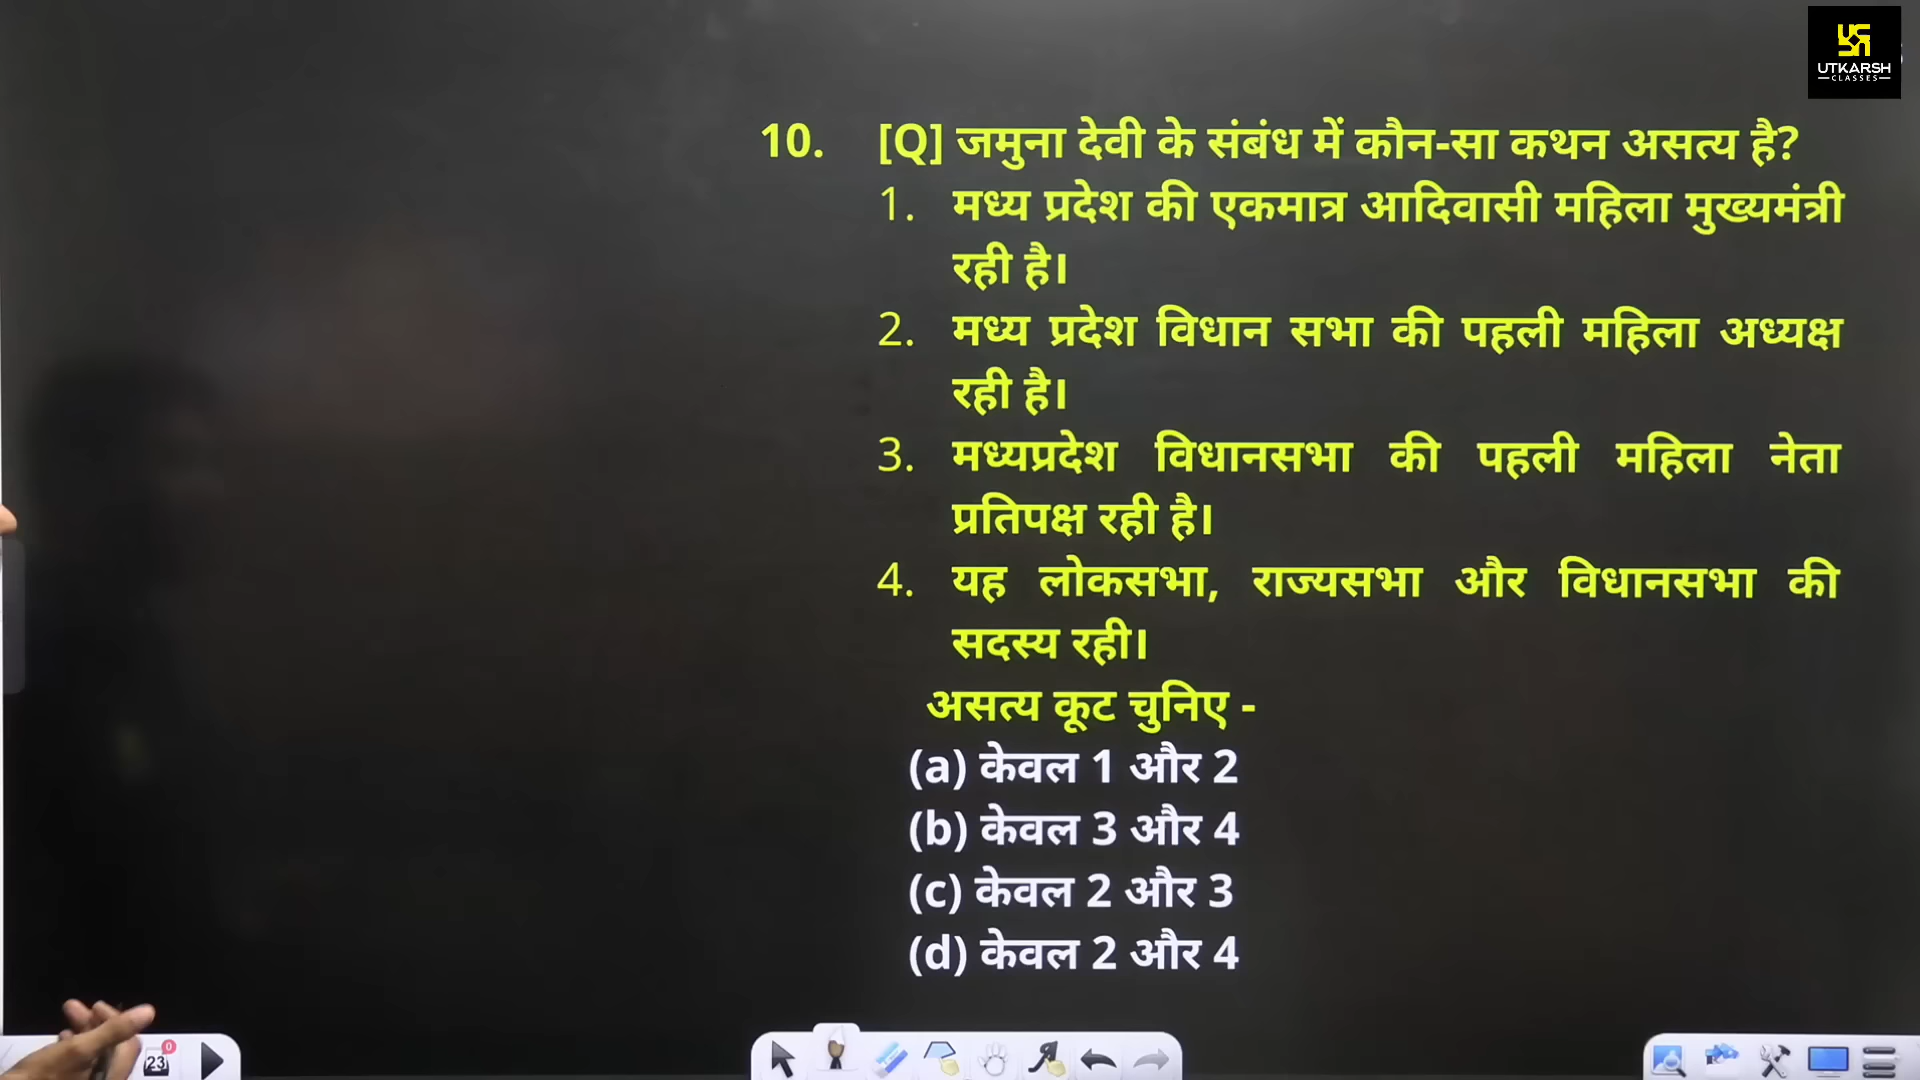 UTKARSH
CLASSES
10. [Q] जमुना देवी के संबंध में कौन-सा कथन असत्य है?
1. मध्य प्रदेश की एकमात्र आदिवासी महिला मुख्यमंत्री
रही है।
2. मध्य प्रदेश विधान सभा की पहली महिला अध्यक्ष
रही है।
3. मध्यप्रदेश विधानसभा की पहली महिला नेता
प्रतिपक्ष रही है।
4. यह लोकसभा, राज्यसभा और विधानसभा की
सदस्य रही।
असत्य कूट चुनिए -
(a) केवल 1 और 2
(b) केवल 3 और 4
(c) केवल 2 और 3
(d) केवल 2 और 4
23
0